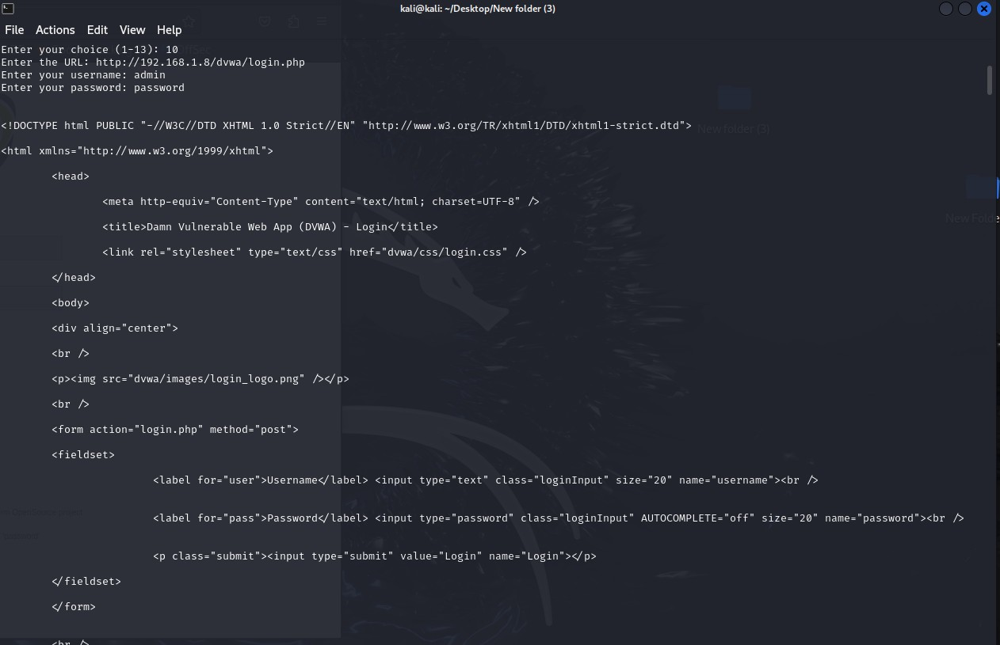 kali@kali: ~/Desktop/New folder (3)
File Actions Edit View Help
Enter your choice (1-13): 10
Enter the URL: http://192.168.1.8/dvwa/login.php
Enter your username: admin
Enter your password: password
<!DOCTYPE html PUBLIC "-//W3C//DTD XHTML 1.0 Strict//EN" "http://www.w3.org/TR/xhtml1/DTD/xhtml1-strict.dtd">
New folder (3)
<html xmlns="http://www.w3.org/1999/xhtml">
<head>
<meta http-equiv="Content-Type" content="text/html; charset=UTF-8" />
New Folde
<title>Damn Vulnerable Web App (DVWA) - Login</title>
<link rel="stylesheet" type="text/css" href="dvwa/css/login.css" />
</head>
<body>
<div align="center">
<br />
<p><img src="dvwa/images/login_logo.png" /></p>
<br />
<form action="login.php" method="post">
<fieldset>
<label for="user">Username</label> <input type="text" class="loginInput" size="20" name="username"><br />
<label for="pass">Password</label> <input type="password" class="loginInput" AUTOCOMPLETE="off" size="20" name="password"><br />
<p class="submit"><input type="submit" value="Login" name="Login"></p>
</fieldset>
</form>
<br />